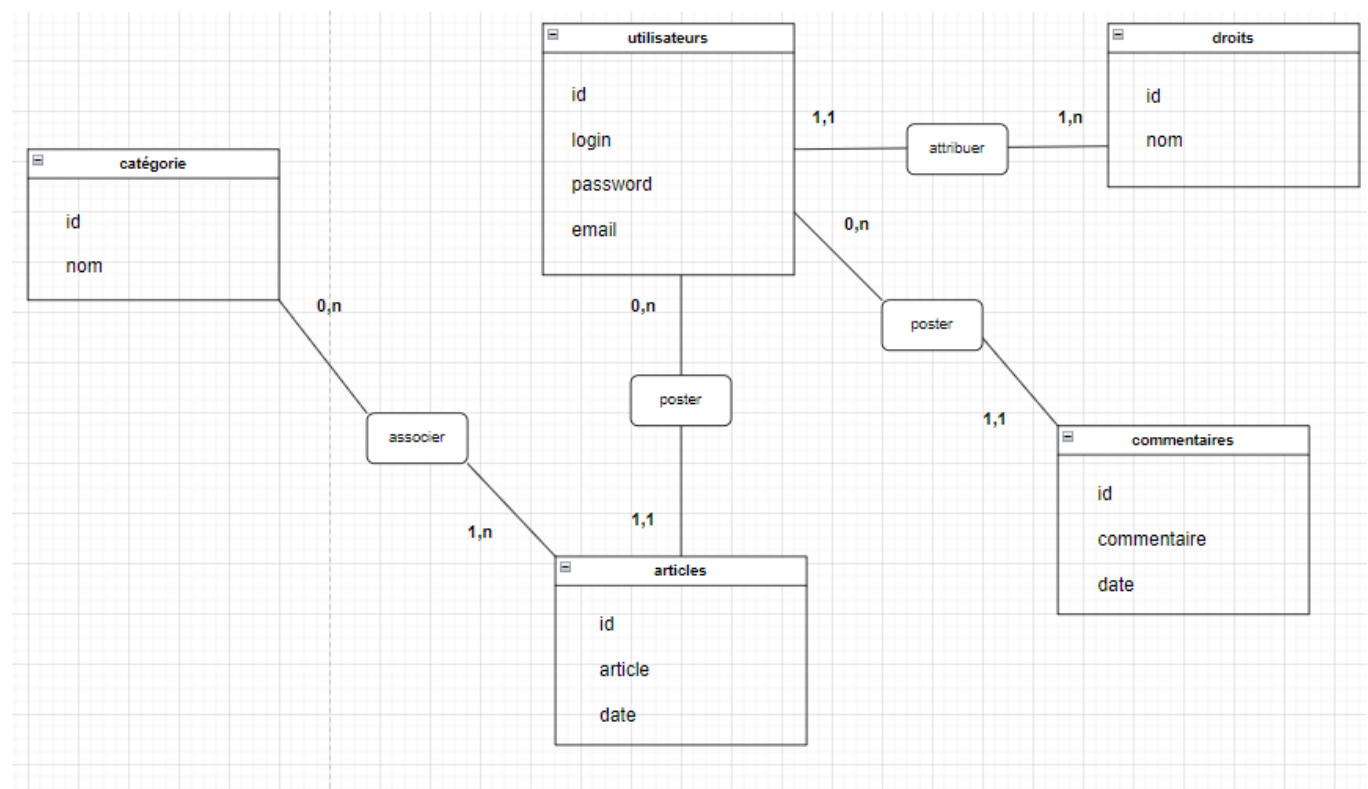 utilisateurs
id
login
password
email
droits
id
nom
1,1
attribuer
1,n
catégorie
id
nom
0,n
poster
1,1
0,n
associer
1,n
0,n
poster
1,1
commentaires
id
commentaire
date
articles
id
article
date